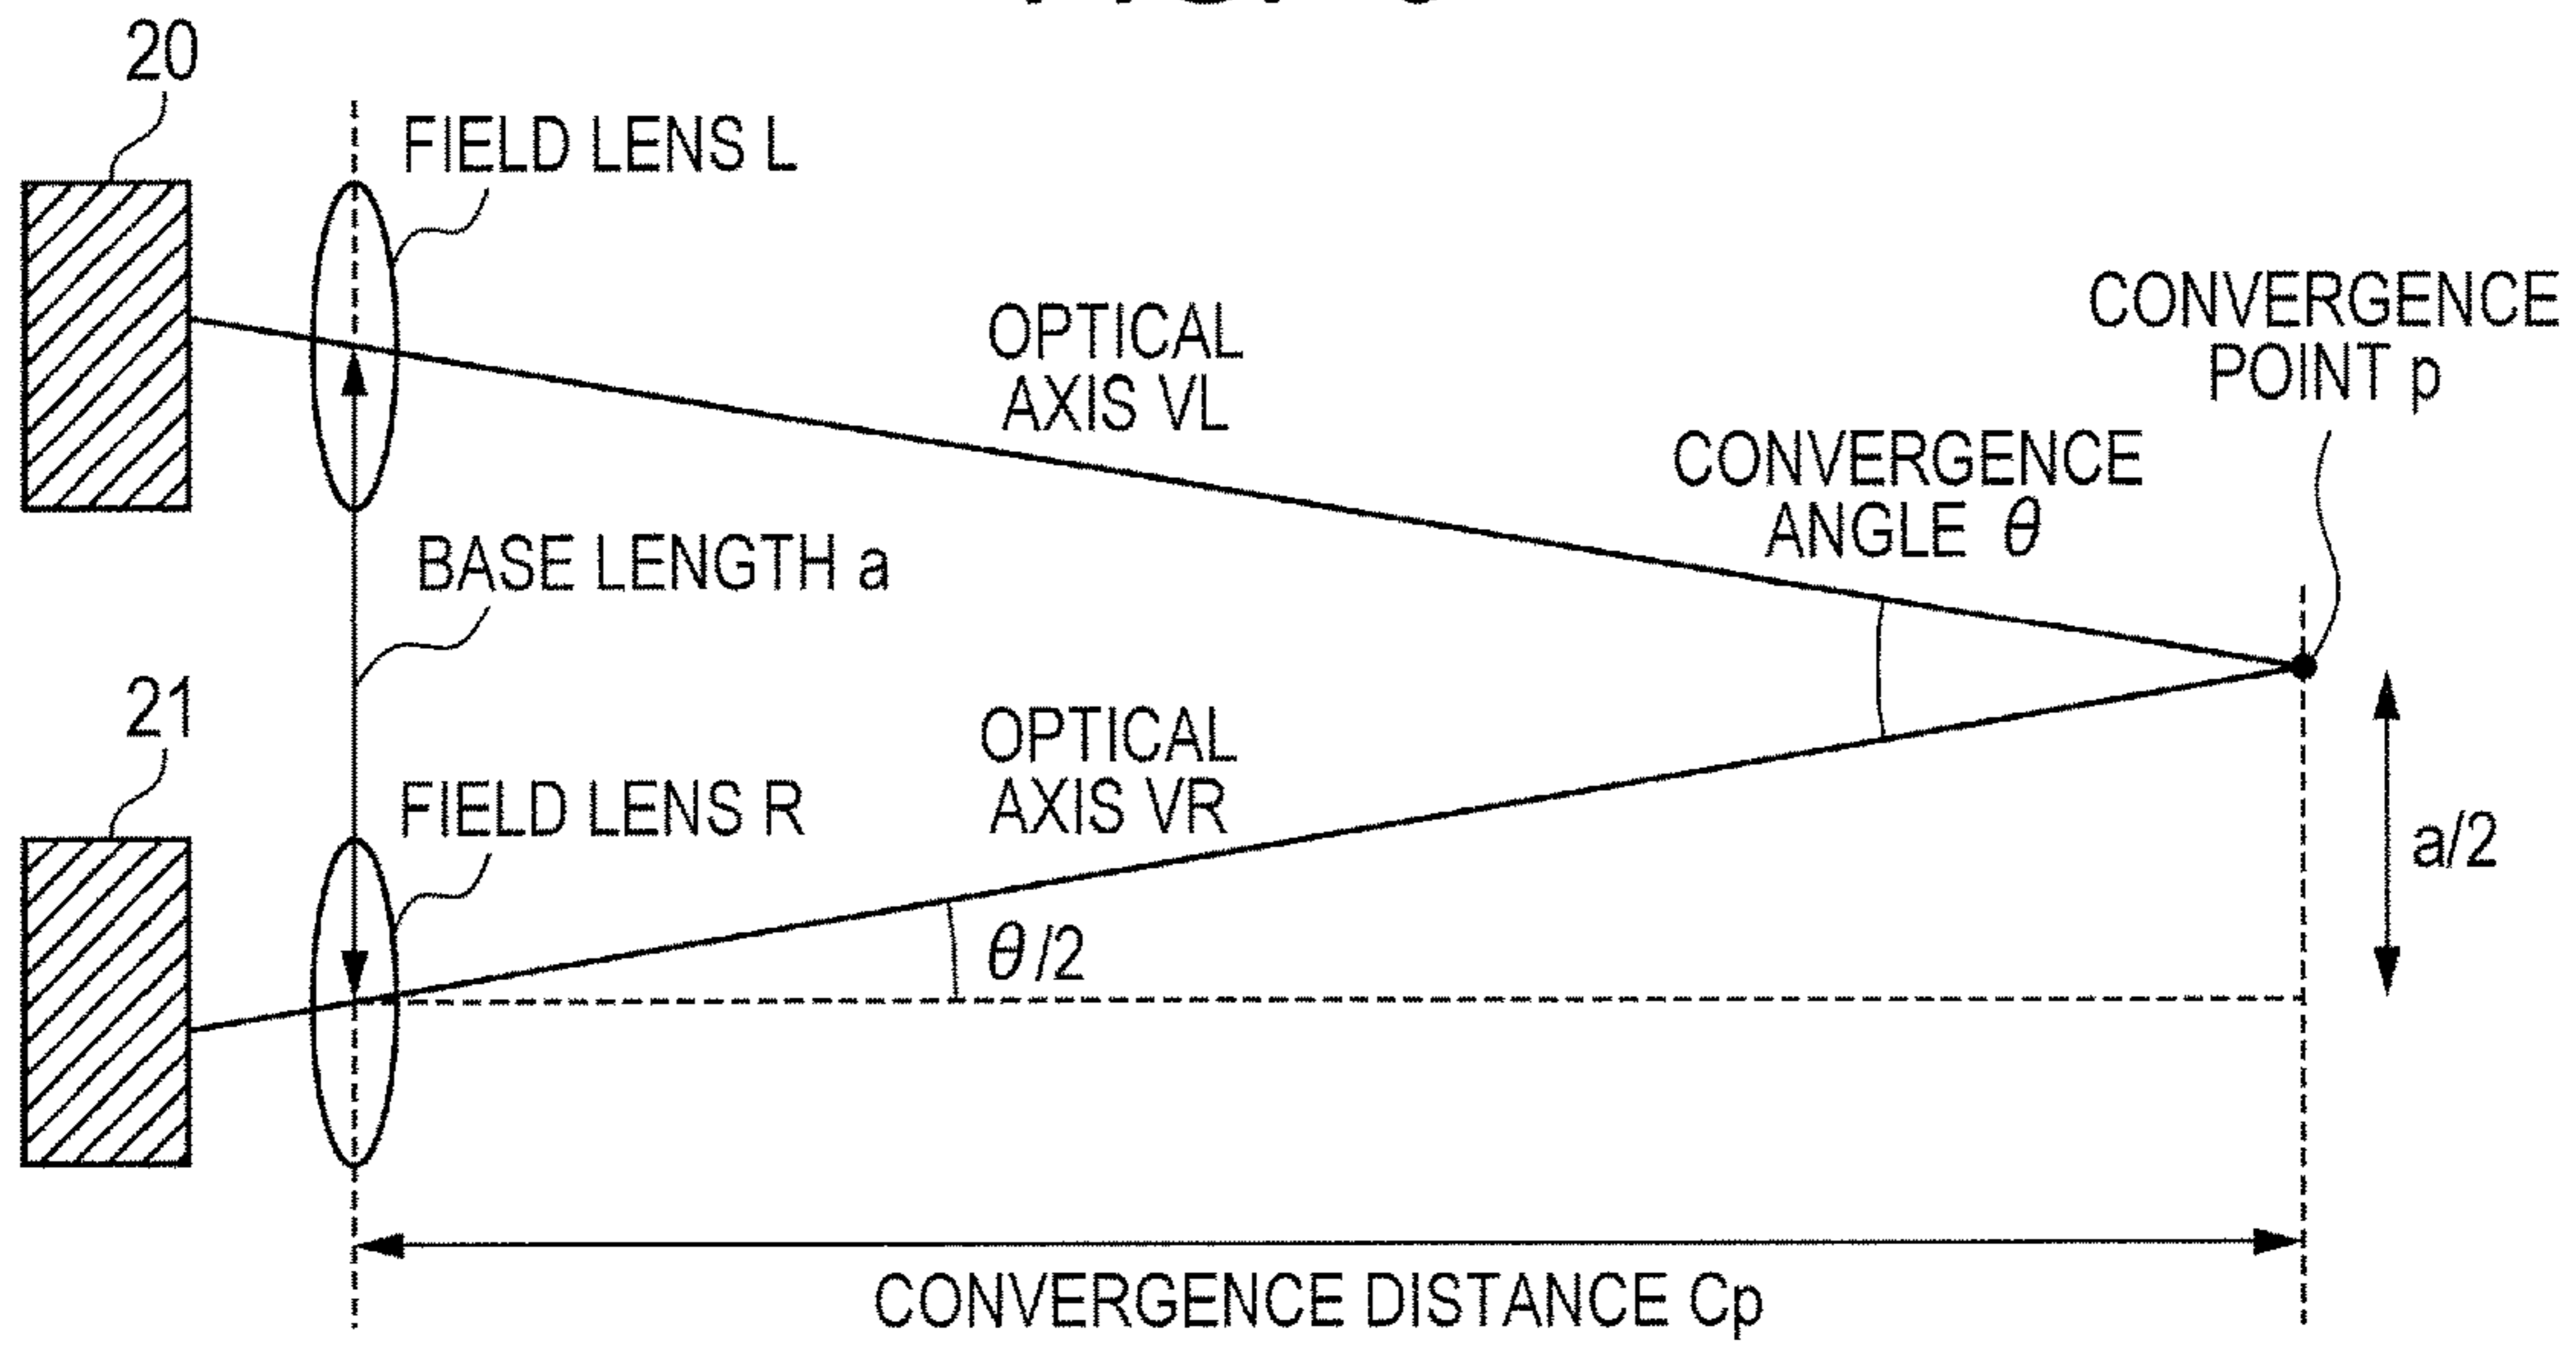 20
FIELD LENS L
OPTICAL
AXIS VL
CONVERGENCE
POINT p
CONVERGENCE
ANGLE θ
BASE LENGTH a
21
FIELD LENS R
OPTICAL
AXIS VR
θ/2
a/2
CONVERGENCE DISTANCE Cp